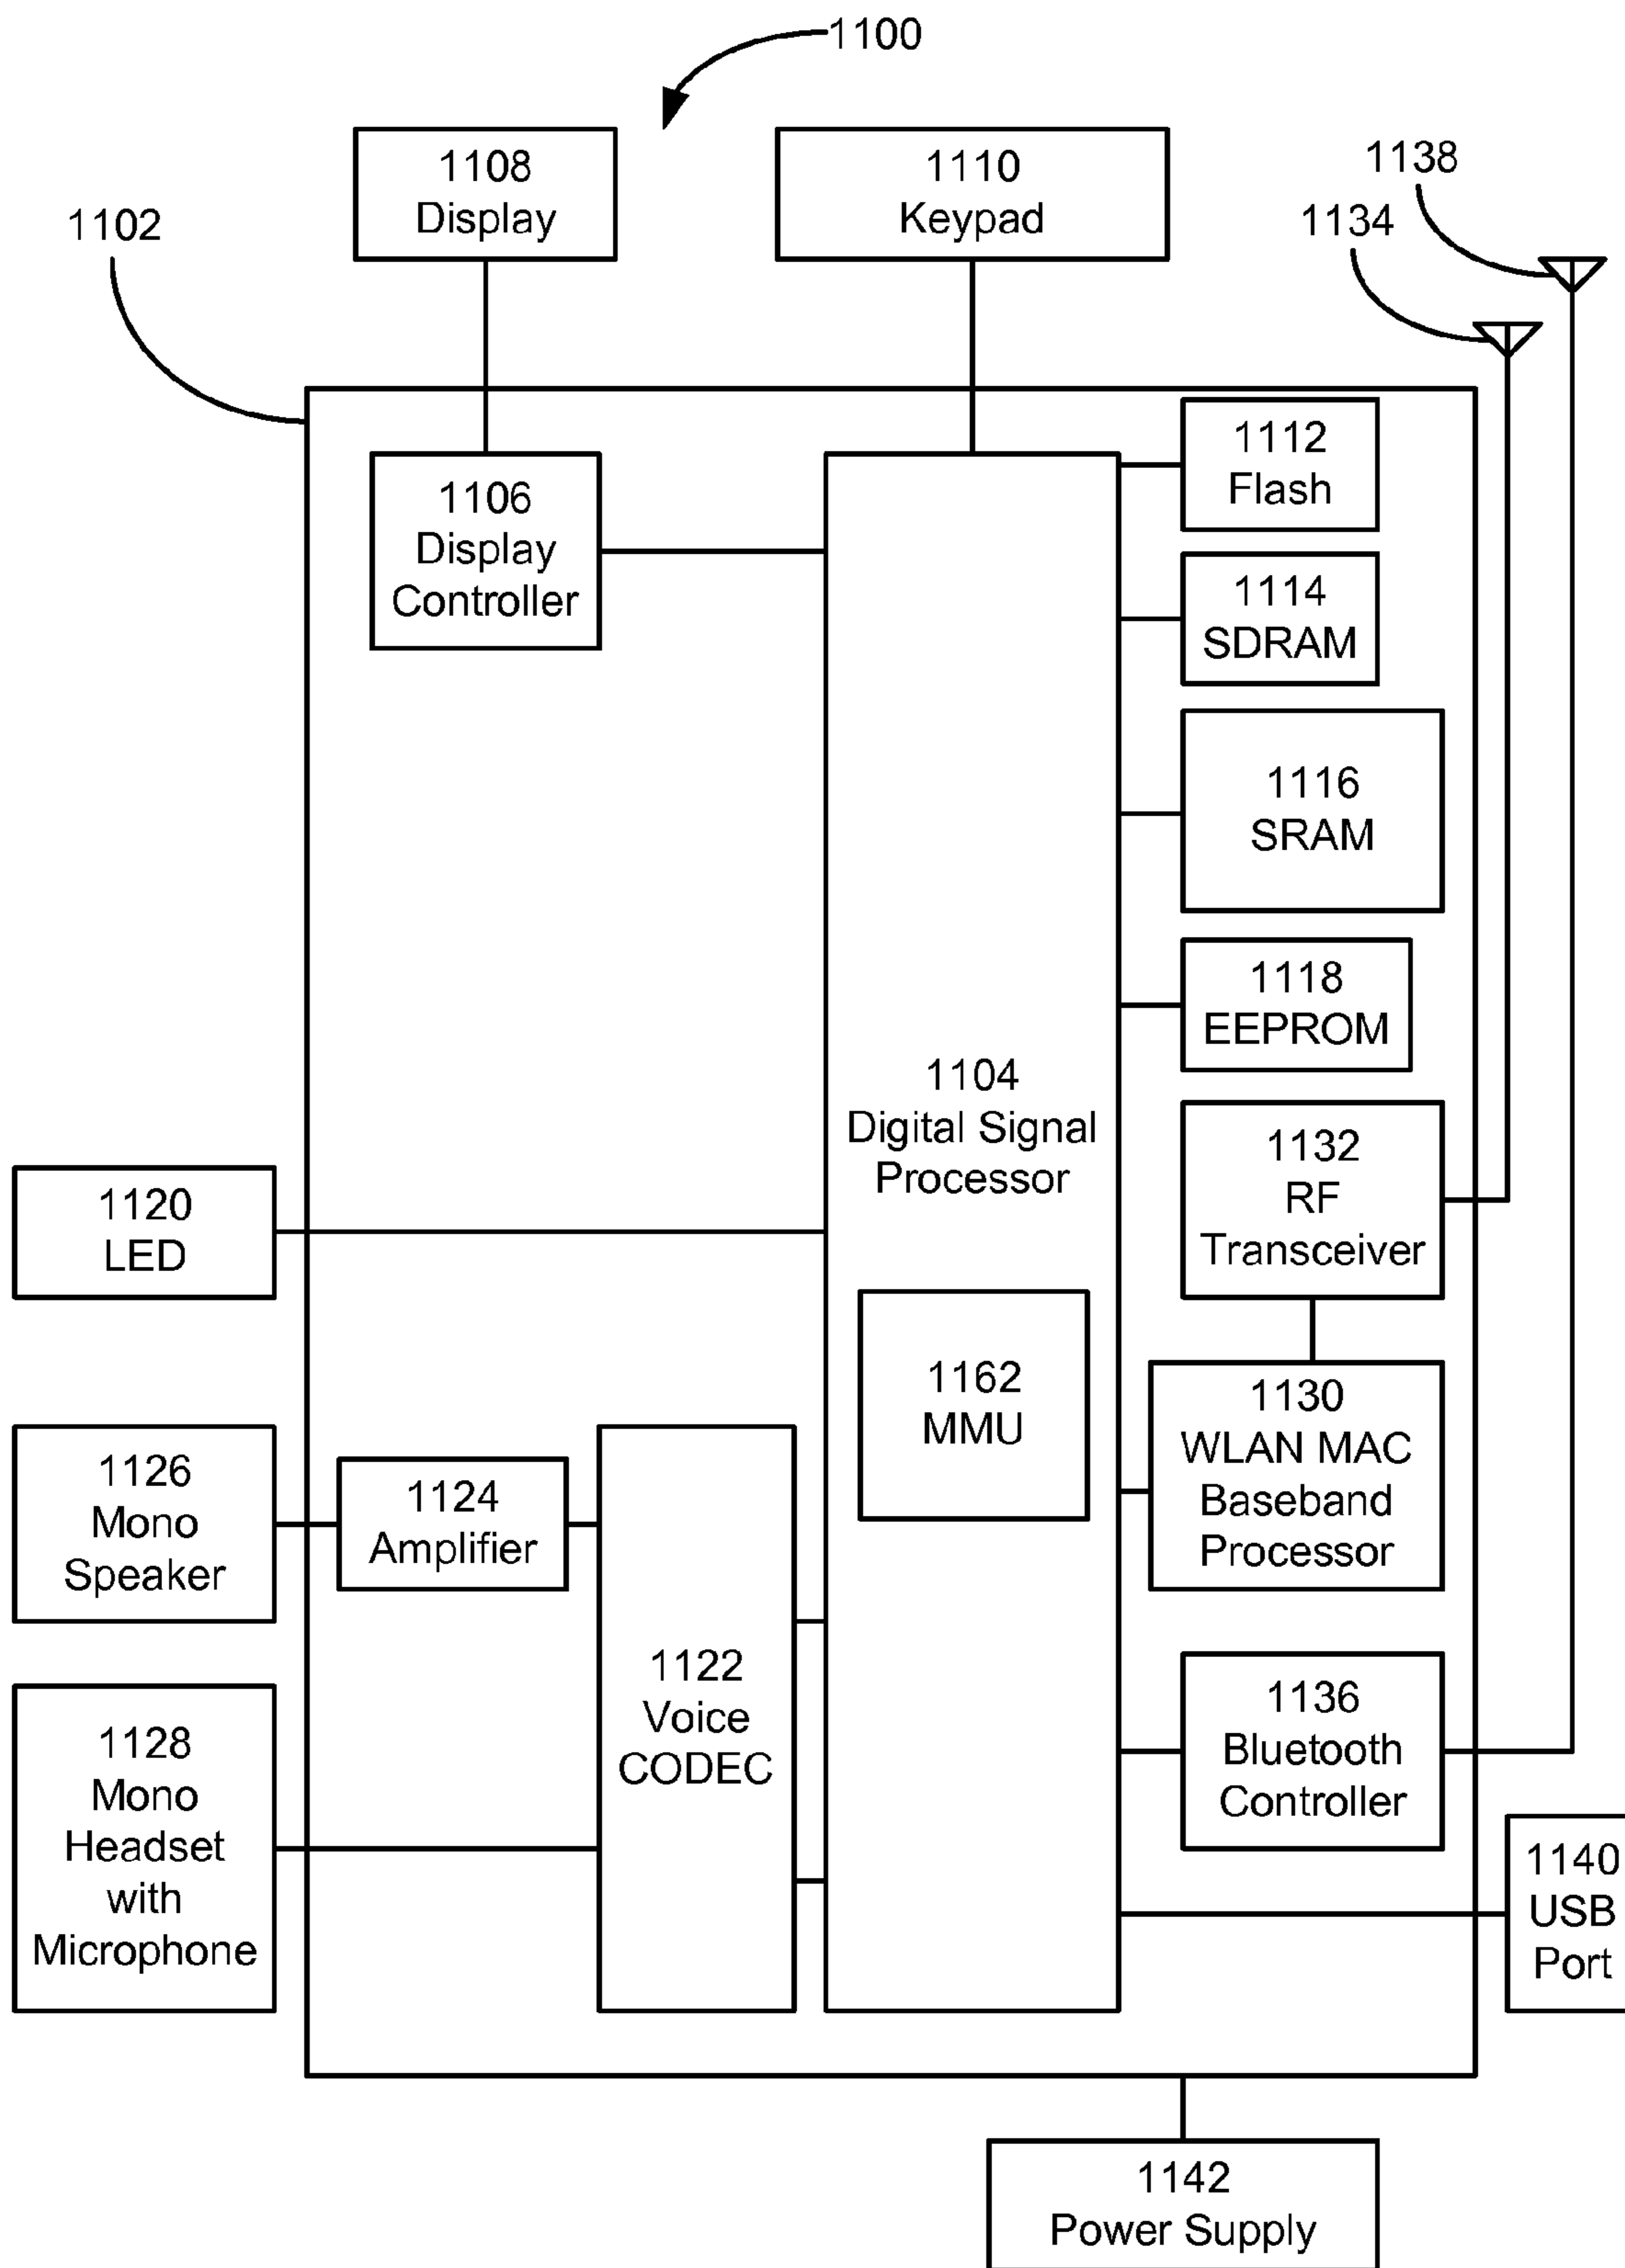 1100
1108
Display
1110
Keypad
1138
1134
1102
1106
Display
Controller
1112
Flash
1114
SDRAM
1116
SRAM
1118
EEPROM
1104
Digital Signal
Processor
1132
RF
Transceiver
1120
LED
1162
MMU
1130
WLAN MAC
Baseband
Processor
1126
Mono
Speaker
1124
Amplifier
1122
Voice
CODEC
1128
Mono
Headset
with
Microphone
1136
Bluetooth
Controller
1140
USB
Port
1142
Power Supply